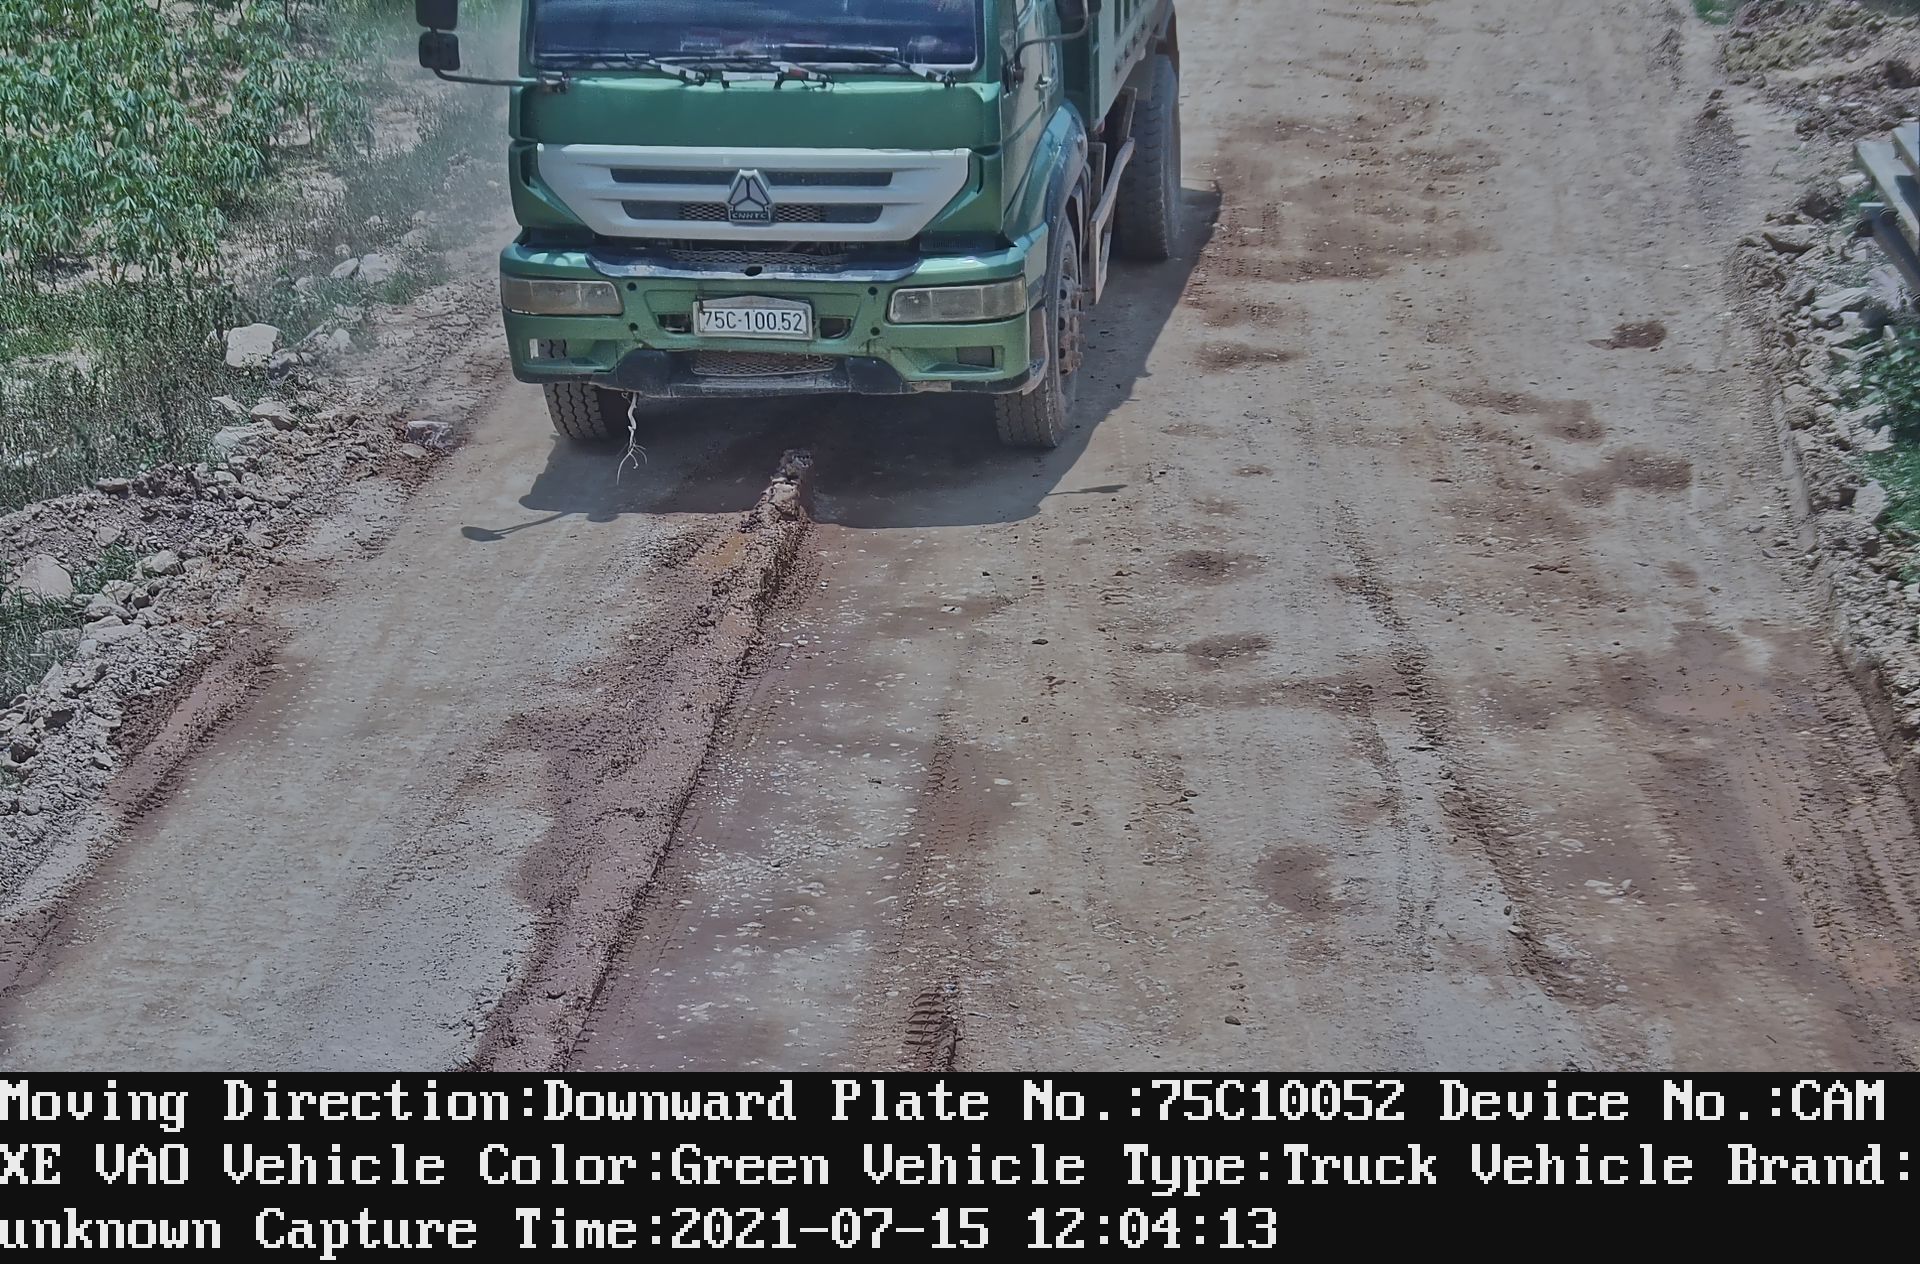 CNHTC
75C-100.52
Moving Direction:Downward Plate No.:75C10052 Device No.:CAM
XE VAO Vehicle Color:Green Vehicle Type:Truck Vehicle Brand:
unknown Capture Time:2021-07-15 12:04:13